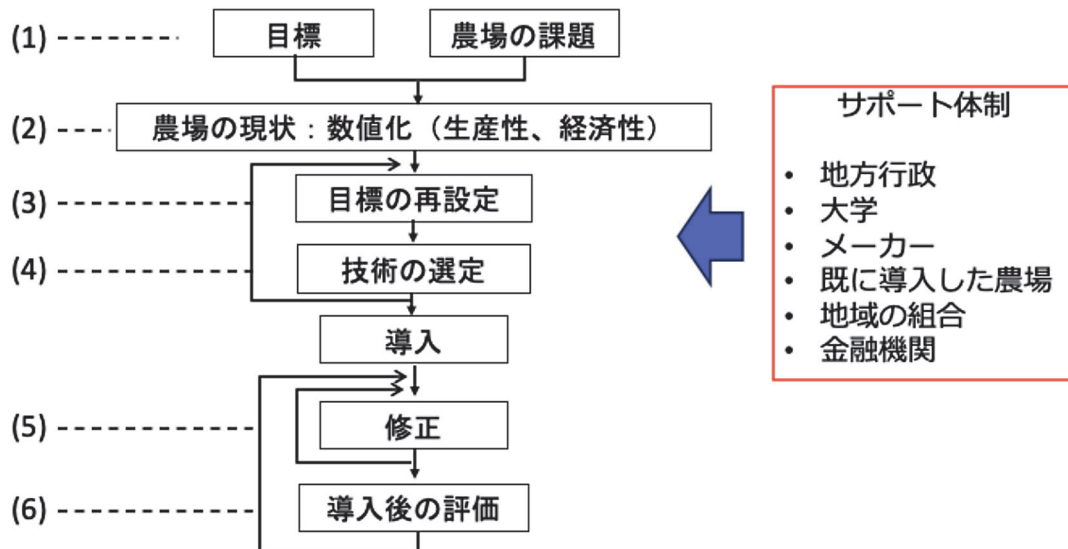 (1)
目標
農場の課題
(2)
農場の現状：数値化（生産性、経済性）
(3)
目標の再設定
(4)
技術の選定
導入
(5)
修正
(6)
導入後の評価
サポート体制
• 地方行政
• 大学
• メーカー
• 既に導入した農場
• 地域の組合
• 金融機関